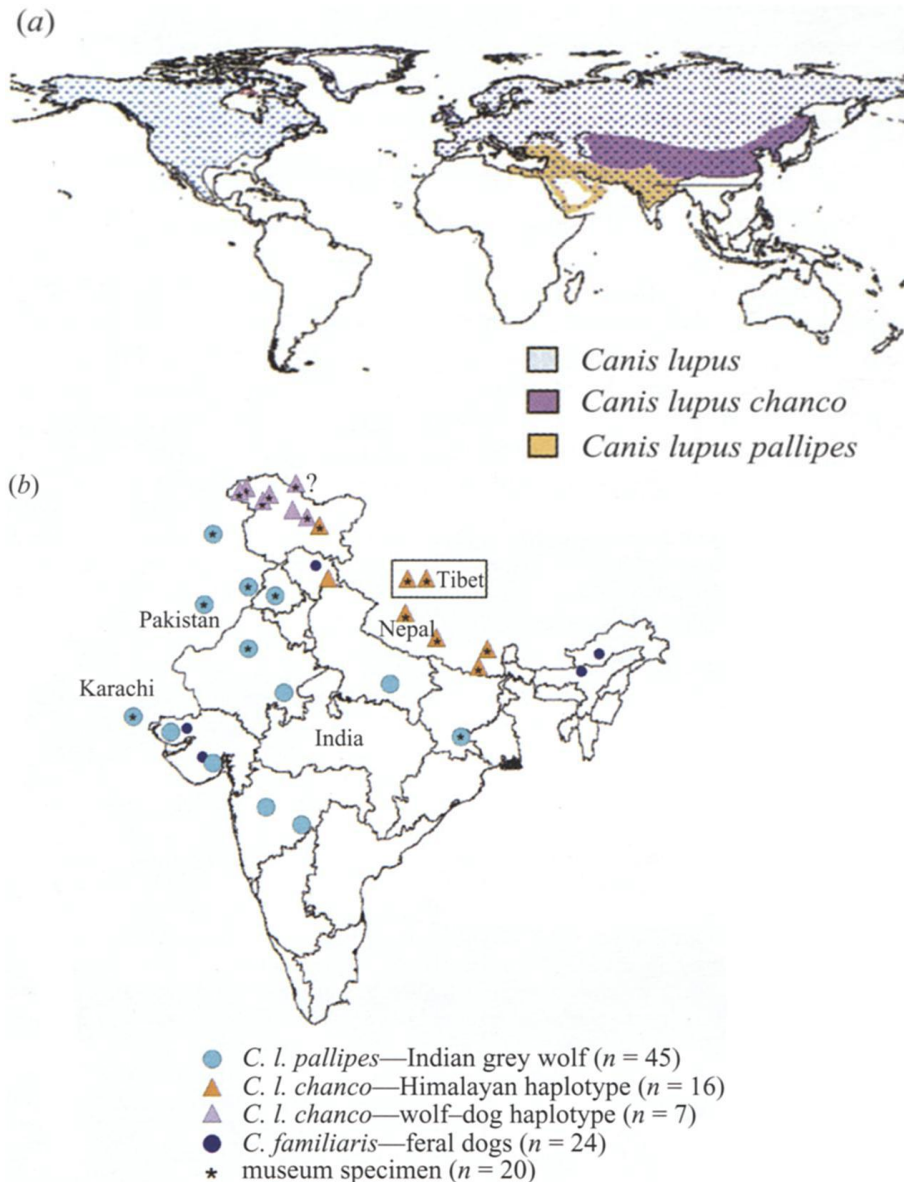 (a)
Canis lupus
Canis lupus chanco
Canis lupus pallipes
(b)
?
Tibet
Pakistan
Nepal
Karachi
India
C. l. pallipes—Indian grey wolf (n = 45)
C. l. chanco—Himalayan haplotype (n = 16)
C. l. chanco—wolf–dog haplotype (n = 7)
C. familiaris—feral dogs (n = 24)
* museum specimen (n = 20)